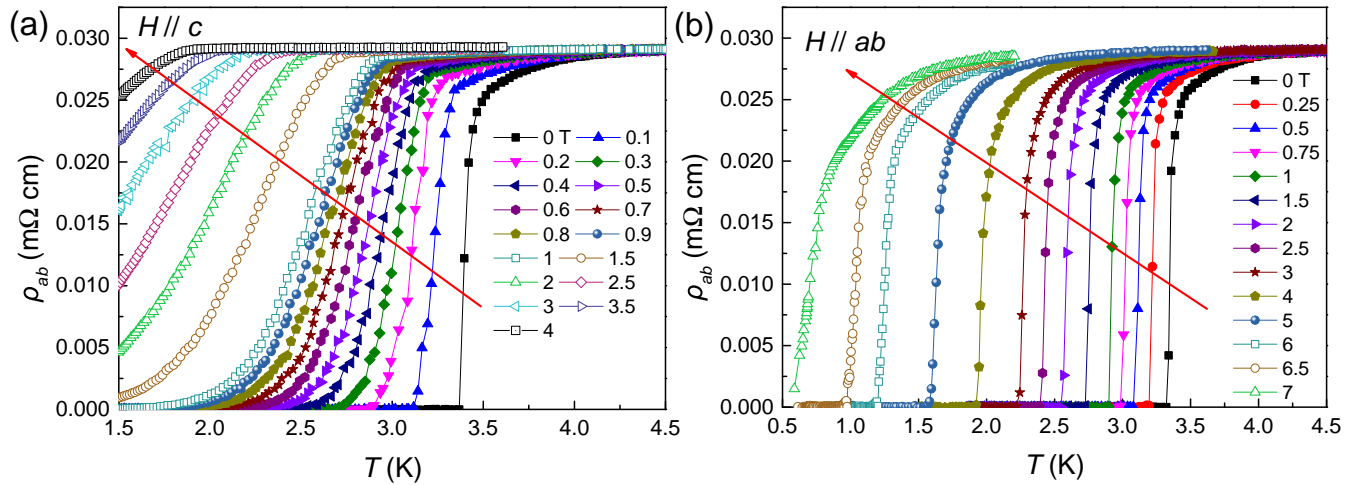 (a)
H // c
0.030
0.025
0.020
0.015
0.010
0.005
0.000
ρab (mΩ cm)
0 T 0.1
0.2 0.3
0.4 0.5
0.6 0.7
0.8 0.9
1 1.5
2 2.5
3 3.5
4
1.5 2.0 2.5 3.0 3.5 4.0 4.5
T (K)
(b)
H // ab
0.030
0.025
0.020
0.015
0.010
0.005
0.000
ρab (mΩ cm)
0 T
0.25
0.5
0.75
1
1.5
2
2.5
3
4
5
6
6.5
7
0.5 1.0 1.5 2.0 2.5 3.0 3.5 4.0 4.5
T (K)